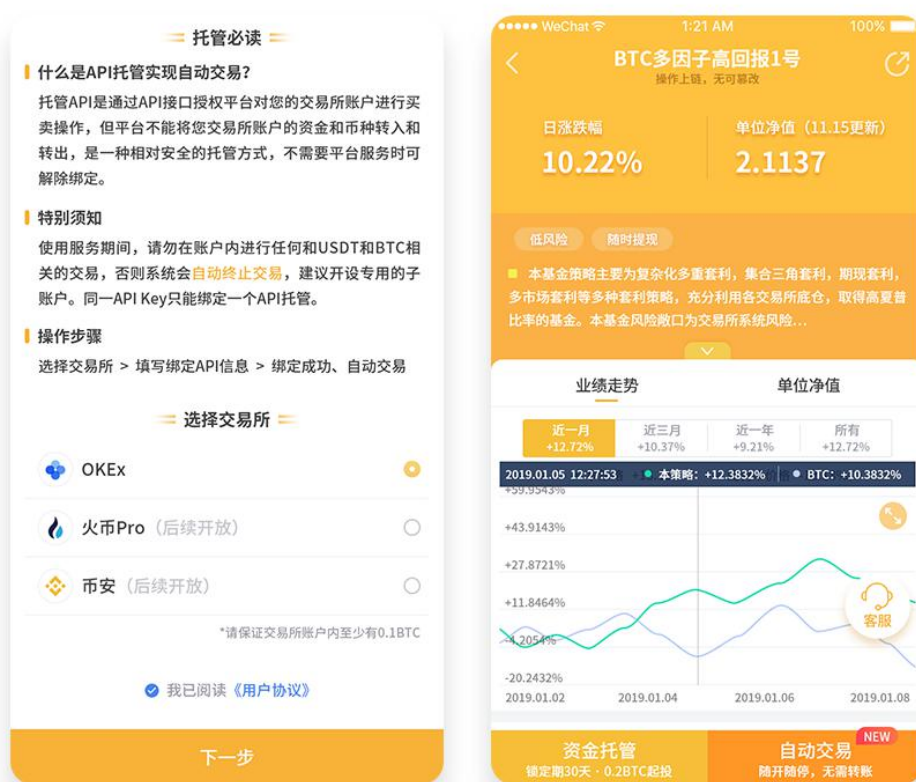 托管必读
什么是API托管实现自动交易?
托管API是通过API接口授权平台对您的交易所账户进行买
卖操作，但平台不能将您交易所账户的资金和币种转入和
转出，是一种相对安全的托管方式，不需要平台服务时可
解除绑定。
特别须知
使用服务期间，请勿在账户内进行任何和USDT和BTC相
关的交易，否则系统会自动终止交易，建议开设专用的子
账户。同一API Key只能绑定一个API托管。
操作步骤
选择交易所 > 填写绑定API信息 > 绑定成功、自动交易
选择交易所
OKEx
火币Pro（后续开放）
币安（后续开放）
*请保证交易所账户内至少有0.1BTC
我已阅读《用户协议》
下一步
WeChat 1:21 AM 100%
BTC多因子高回报1号
操作上链，无可篡改
日涨跌幅 单位净值（11.15更新）
10.22% 2.1137
低风险 随时提现
本基金策略主要为复杂化多重套利，集合三角套利，期现套利，
多市场套利等多种套利策略，充分利用各交易所底仓，取得高夏普
比率的基金。本基金风险敞口为交易所系统风险...
业绩走势 单位净值
近一月 近三月 近一年 所有
+12.72% +10.37% +9.21% +12.72%
2019.01.05 12:27:53 本策略：+12.3832% BTC：+10.3832%
+59.9543%
+43.9143%
+27.8721%
+11.8464%
-4.2054%
-20.2432%
2019.01.02 2019.01.04 2019.01.06 2019.01.08
客服
资金托管 自动交易 NEW
锁定期30天 · 0.2BTC起投 随开随停，无需转账